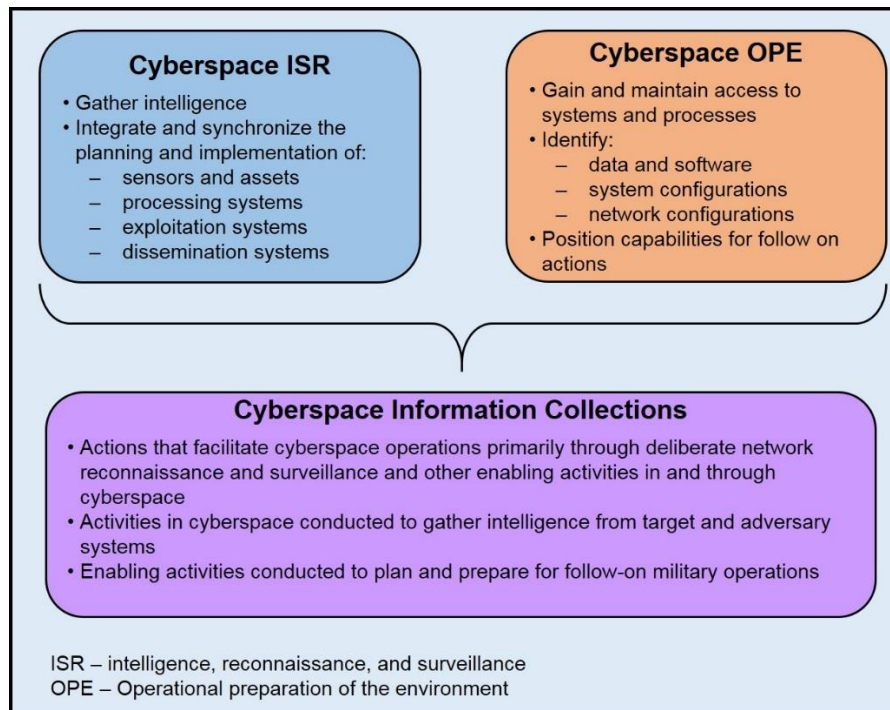 Cyberspace ISR
• Gather intelligence
• Integrate and synchronize the
planning and implementation of:
– sensors and assets
– processing systems
– exploitation systems
– dissemination systems
Cyberspace OPE
• Gain and maintain access to
systems and processes
• Identify:
– data and software
– system configurations
– network configurations
• Position capabilities for follow on
actions
Cyberspace Information Collections
• Actions that facilitate cyberspace operations primarily through deliberate network
reconnaissance and surveillance and other enabling activities in and through
cyberspace
• Activities in cyberspace conducted to gather intelligence from target and adversary
systems
• Enabling activities conducted to plan and prepare for follow-on military operations
ISR – intelligence, reconnaissance, and surveillance
OPE – Operational preparation of the environment